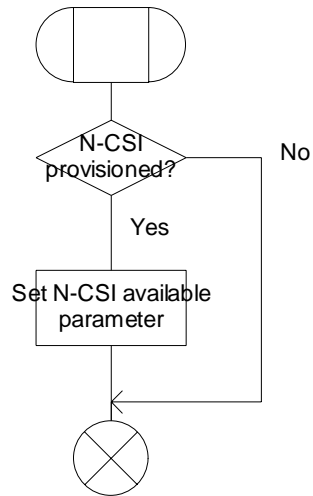 N-CSI
provisioned?
No
Yes
Set N-CSI available
parameter